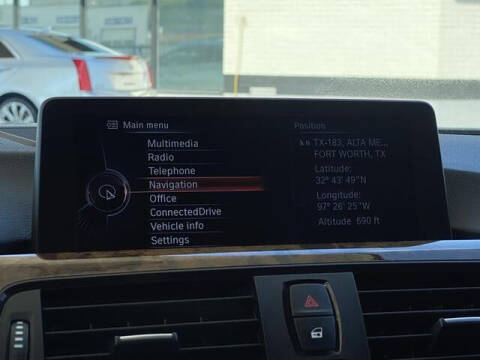 Main menu
Multimedia
Radio
Telephone
Navigation
Office
ConnectedDrive
Vehicle info
Settings
Position
TX-183, ALTA ME...
FORT WORTH, TX
Latitude:
32° 43' 49"N
Longitude:
97° 26' 25"W
Altitude 690 ft